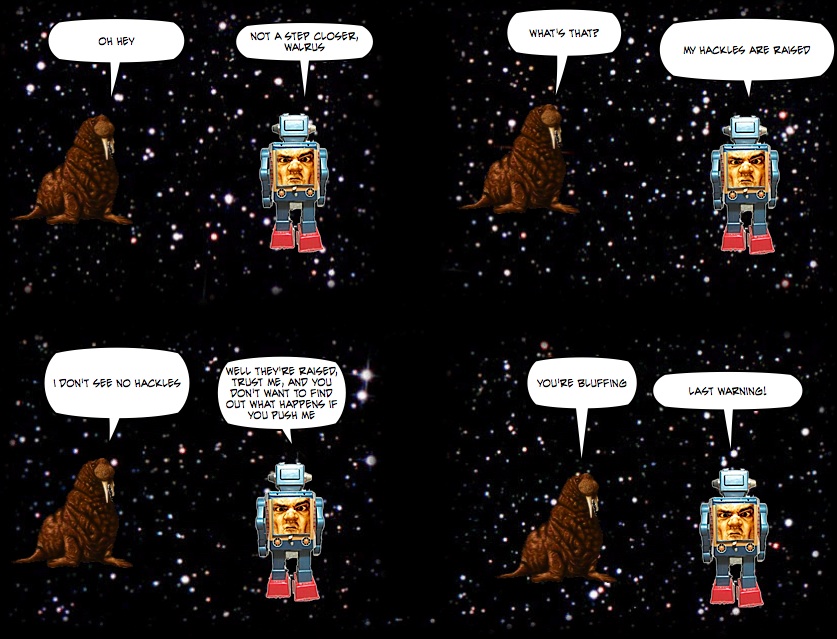 OH HEY
NOT A STEP CLOSER,
WALRUS
WHAT'S THAT?
MY HACKLES ARE RAISED
I DON'T SEE NO HACKLES
WELL THEY'RE RAISED,
TRUST ME, AND YOU
DON'T WANT TO FIND
OUT WHAT HAPPENS IF
YOU PUSH ME
YOU'RE BLUFFING
LAST WARNING!